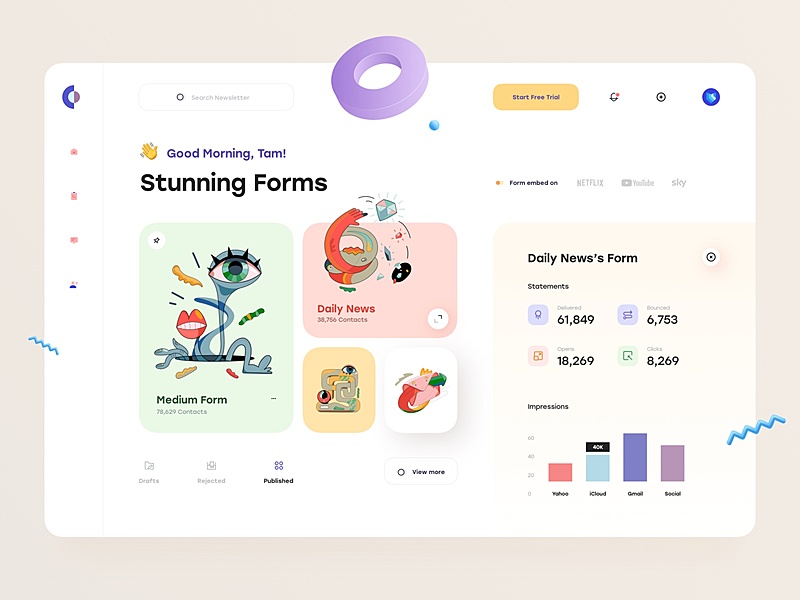 Search Newsletter
Start Free Trial
Good Morning, Tam!
Stunning Forms
Form embed on
NETFLIX
YouTube
sky
Medium Form
78,629 Contacts
Daily News
38,756 Contacts
Drafts
Rejected
Published
View more
Daily News's Form
Statements
Delivered
61,849
Bounced
6,753
Opens
18,269
Clicks
8,269
Impressions
60
40
20
0
40K
Yahoo
iCloud
Gmail
Social